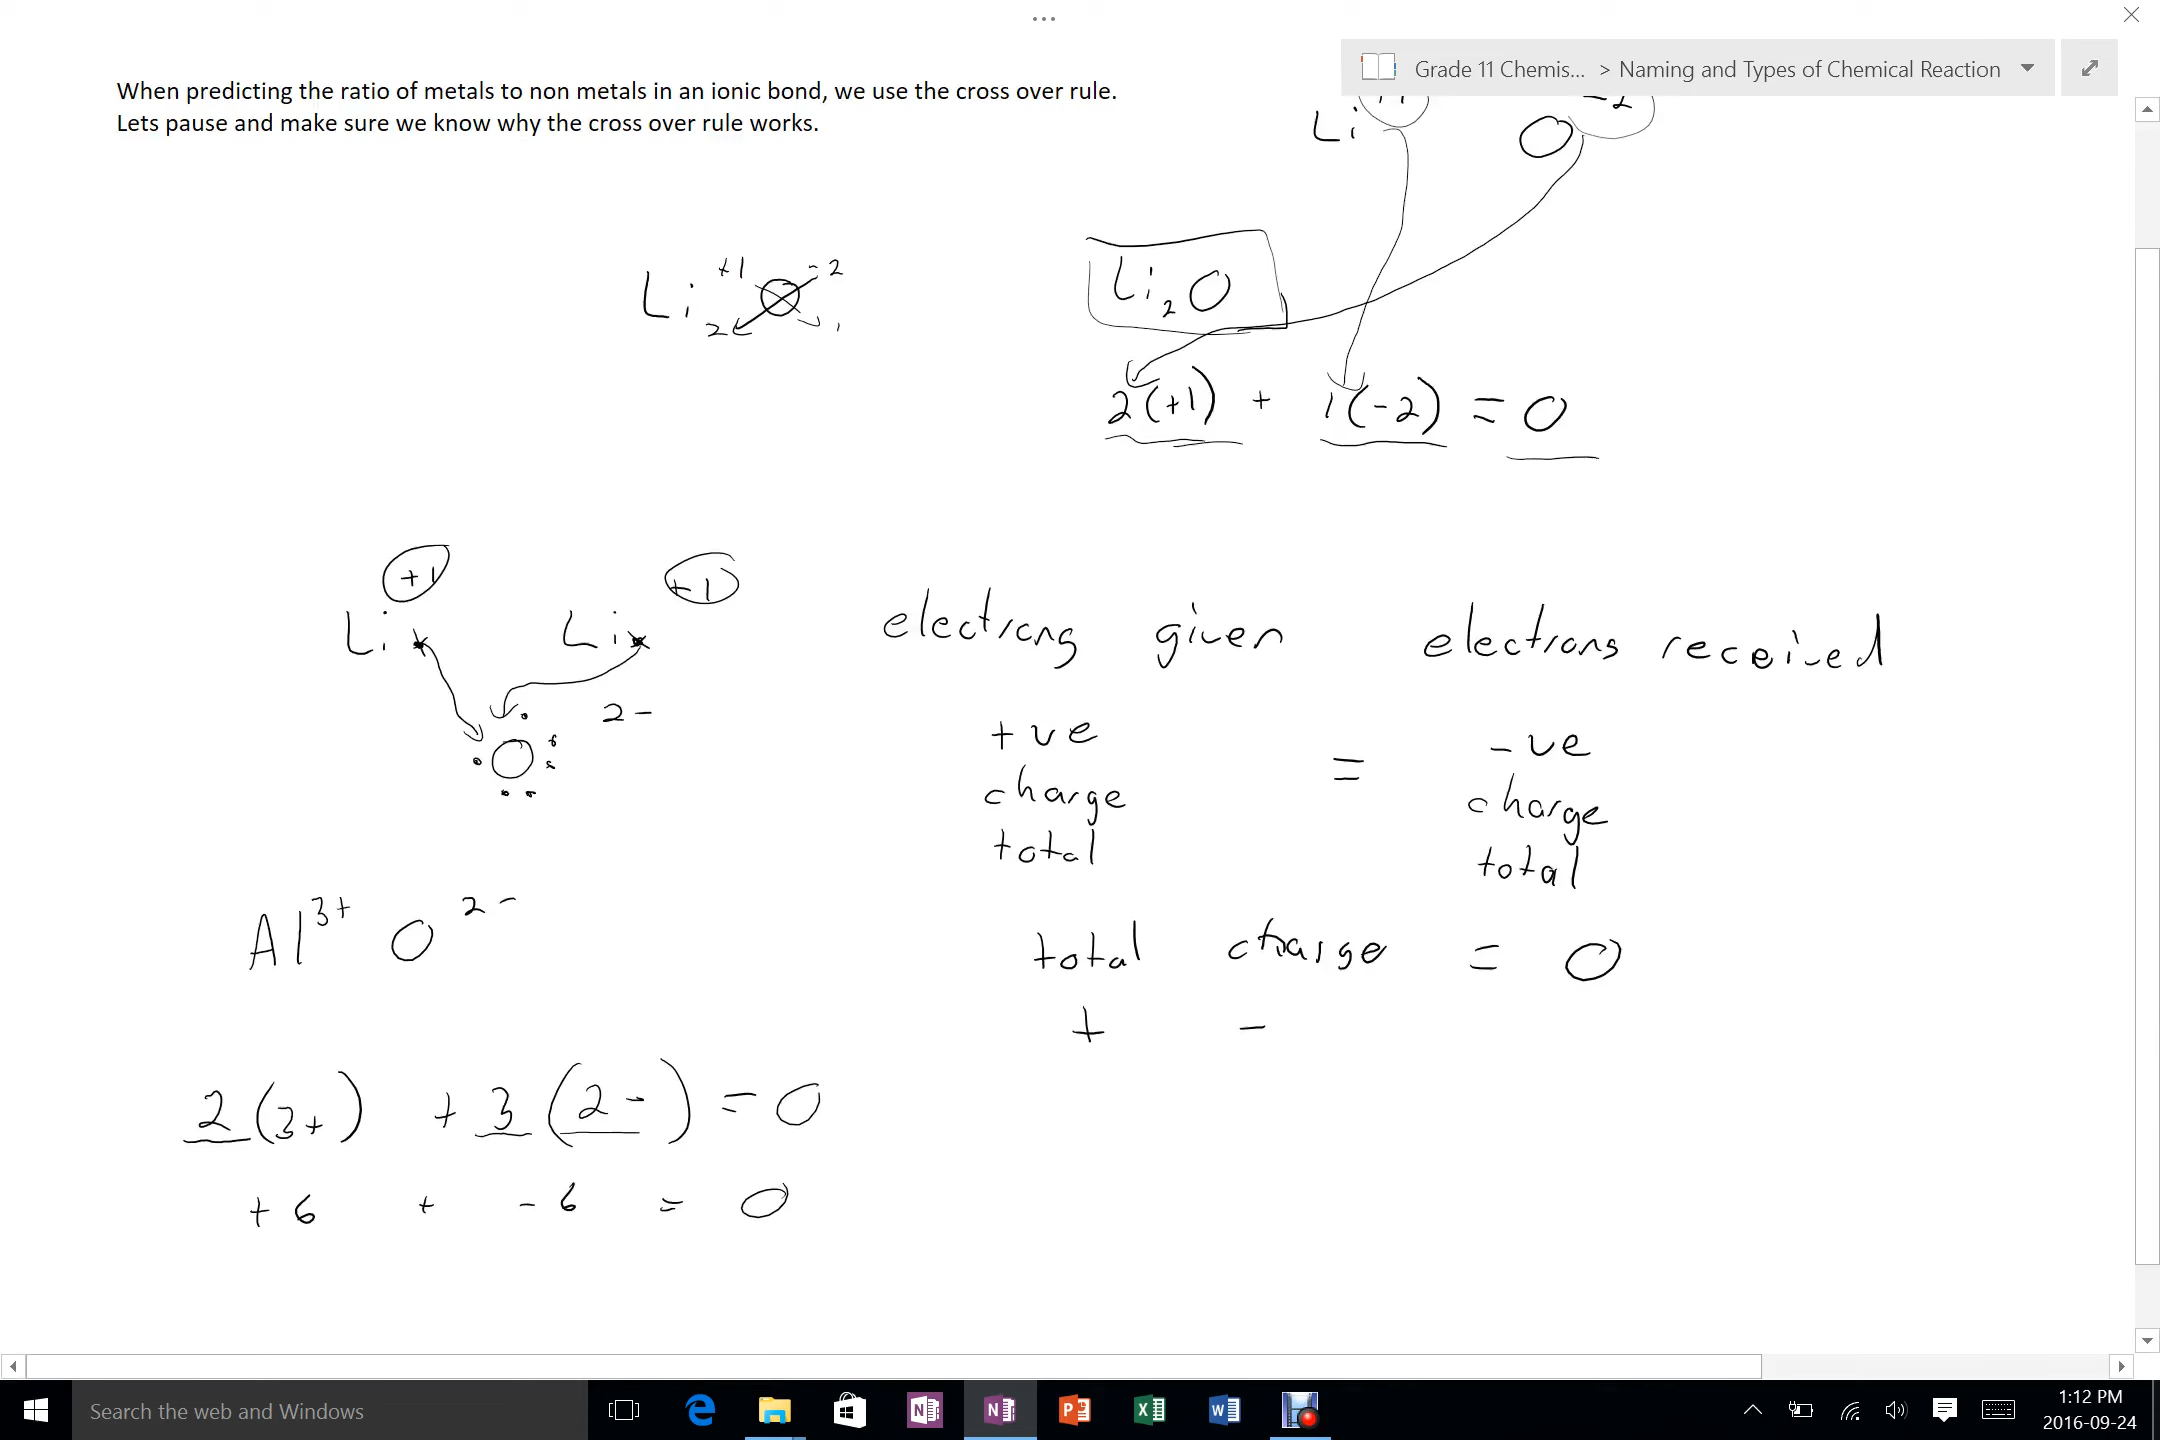 Grade 11 Chemis... > Naming and Types of Chemical Reaction
When predicting the ratio of metals to non metals in an ionic bond, we use the cross over rule.
Lets pause and make sure we know why the cross over rule works.
Li O
Li +1 O -2
2 1
Li₂O
2(+1) + 1(-2) = 0
+1 +1
Li Li
2-
O
electrons given electrons received
+ve = -ve
charge charge
total total
Al³⁺ O²⁻
total charge = 0
+ -
2(3+) + 3(2-) = 0
+6 + -6 = 0
Search the web and Windows
1:12 PM
2016-09-24